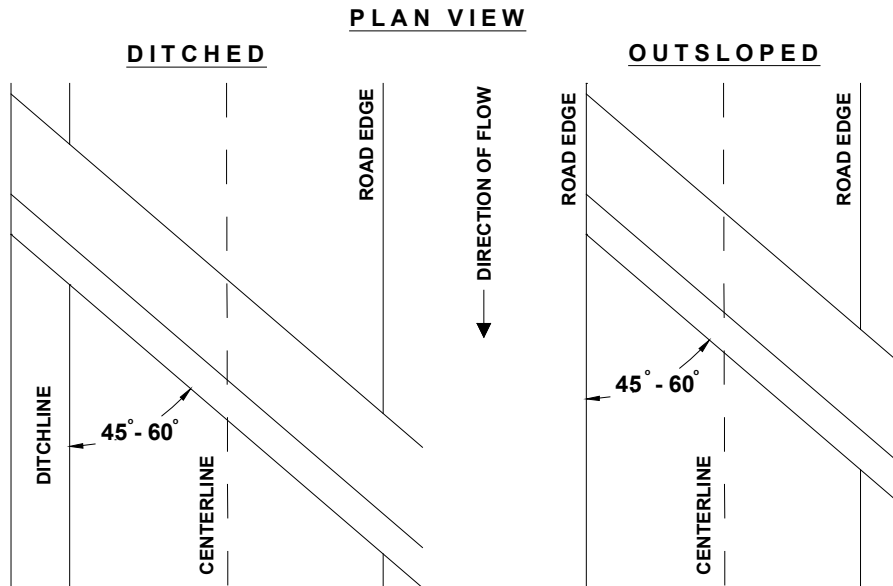 PLAN VIEW
DITCHED
OUTSLOPED
ROAD EDGE
DIRECTION OF FLOW
ROAD EDGE
ROAD EDGE
45° - 60°
45° - 60°
DITCHLINE
CENTERLINE
CENTERLINE